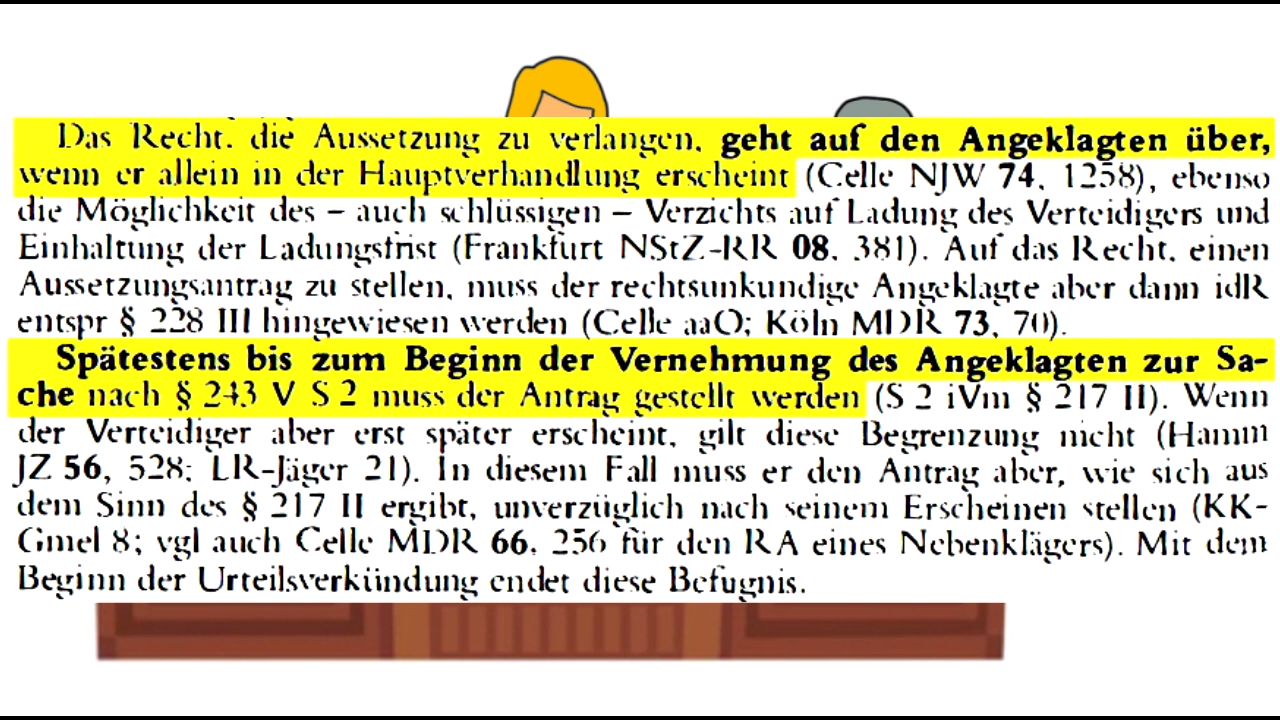 Das Recht, die Aussetzung zu verlangen, geht auf den Angeklagten über,
wenn er allein in der Hauptverhandlung erscheint (Celle NJW 74, 1258), ebenso
die Möglichkeit des – auch schlüssigen – Verzichts auf Ladung des Verteidigers und
Einhaltung der Ladungsfrist (Frankfurt NStZ-RR 08, 381). Auf das Recht, einen
Aussetzungsantrag zu stellen, muss der rechtsunkundige Angeklagte aber dann idR
entspr § 228 III hingewiesen werden (Celle aaO; Köln MDR 73, 70).
Spätestens bis zum Beginn der Vernehmung des Angeklagten zur Sa-
che nach § 243 V S 2 muss der Antrag gestellt werden (S 2 iVm § 217 II). Wenn
der Verteidiger aber erst später erscheint, gilt diese Begrenzung nicht (Hamm
JZ 56, 528; LR-Jäger 21). In diesem Fall muss er den Antrag aber, wie sich aus
dem Sinn des § 217 II ergibt, unverzüglich nach seinem Erscheinen stellen (KK-
Gmel 8; vgl auch Celle MDR 66, 256 für den RA eines Nebenklägers). Mit dem
Beginn der Urteilsverkündung endet diese Befugnis.